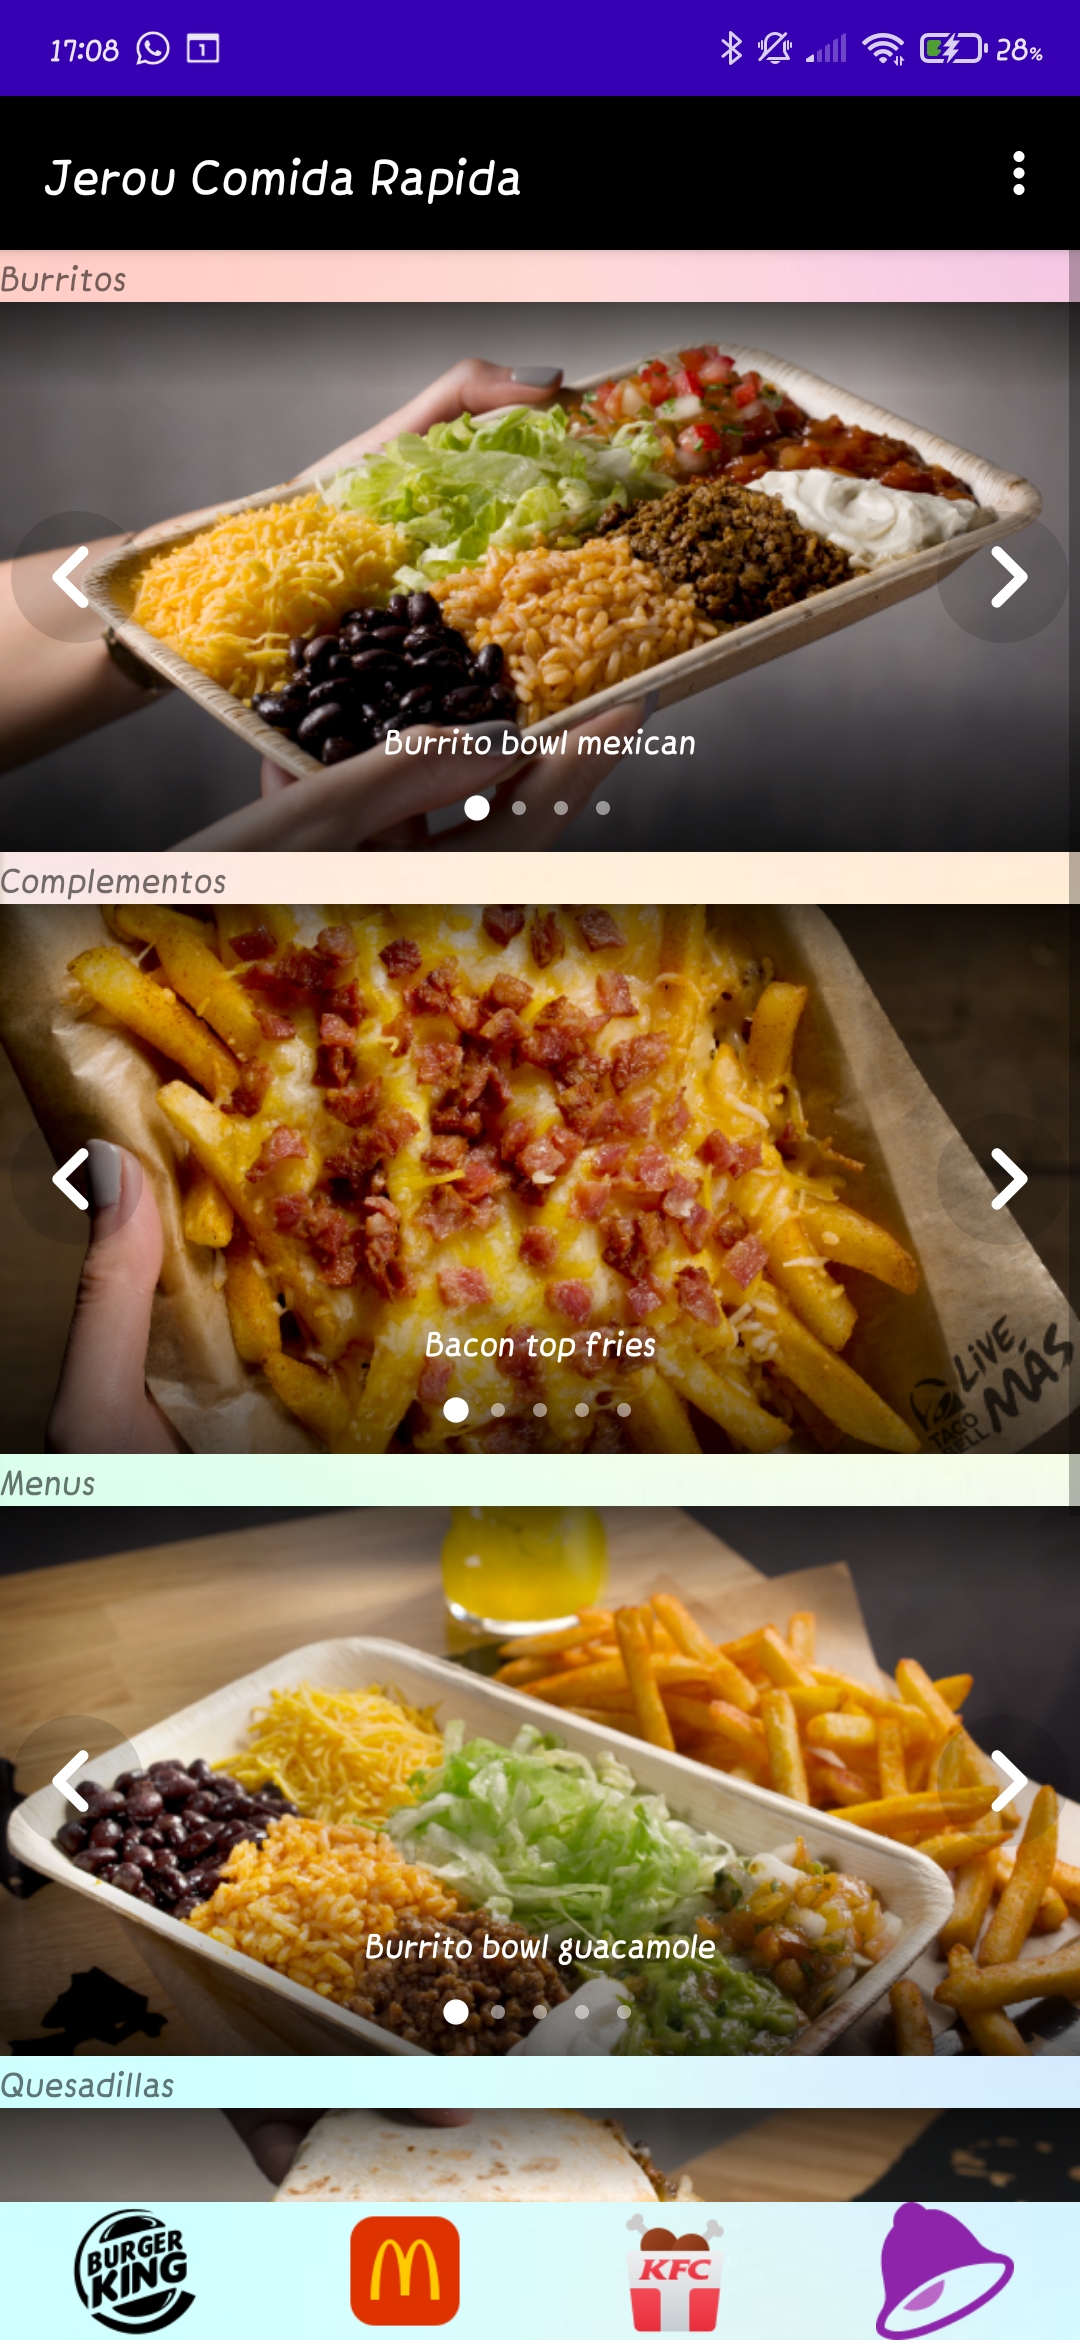 17:08
1
28%
Jerou Comida Rapida
Burritos
Burrito bowl mexican
Complementos
LiVE
MÁS
TACO
BELL
Bacon top fries
Menus
Burrito bowl guacamole
Quesadillas
BURGER
KING
KFC